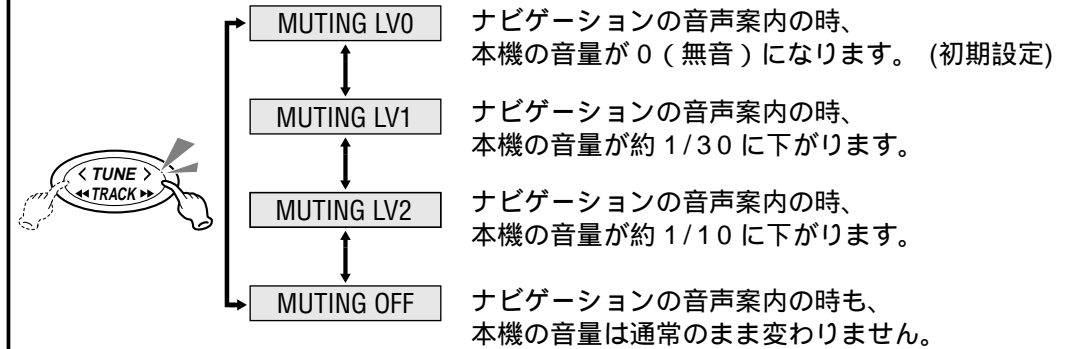 MUTING LV0
ナビゲーションの音声案内の時、
本機の音量が0(無音)になります。 (初期設定)
MUTING LV1
ナビゲーションの音声案内の時、
本機の音量が約1/30に下がります。
< TUNE >
◀◀TRACK▶▶
MUTING LV2
ナビゲーションの音声案内の時、
本機の音量が約1/10に下がります。
MUTING OFF
ナビゲーションの音声案内の時も、
本機の音量は通常のまま変わりません。